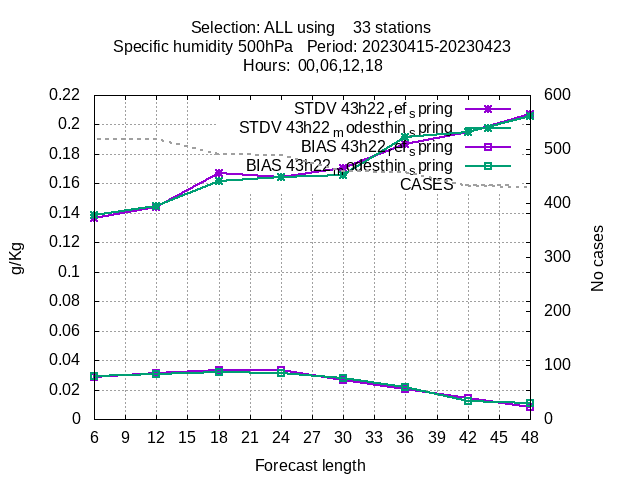 Selection: ALL using 33 stations
Specific humidity 500hPa Period: 20230415-20230423
Hours: 00,06,12,18
0.22
0.2
0.18
0.16
0.14
0.12
0.1
0.08
0.06
0.04
0.02
0
g/Kg
STDV 43h22_ref_spring
STDV 43h22_modesthin_spring
BIAS 43h22_ref_spring
BIAS 43h22_modesthin_spring
CASES
600
500
400
300
200
100
0
No cases
6 9 12 15 18 21 24 27 30 33 36 39 42 45 48
Forecast length